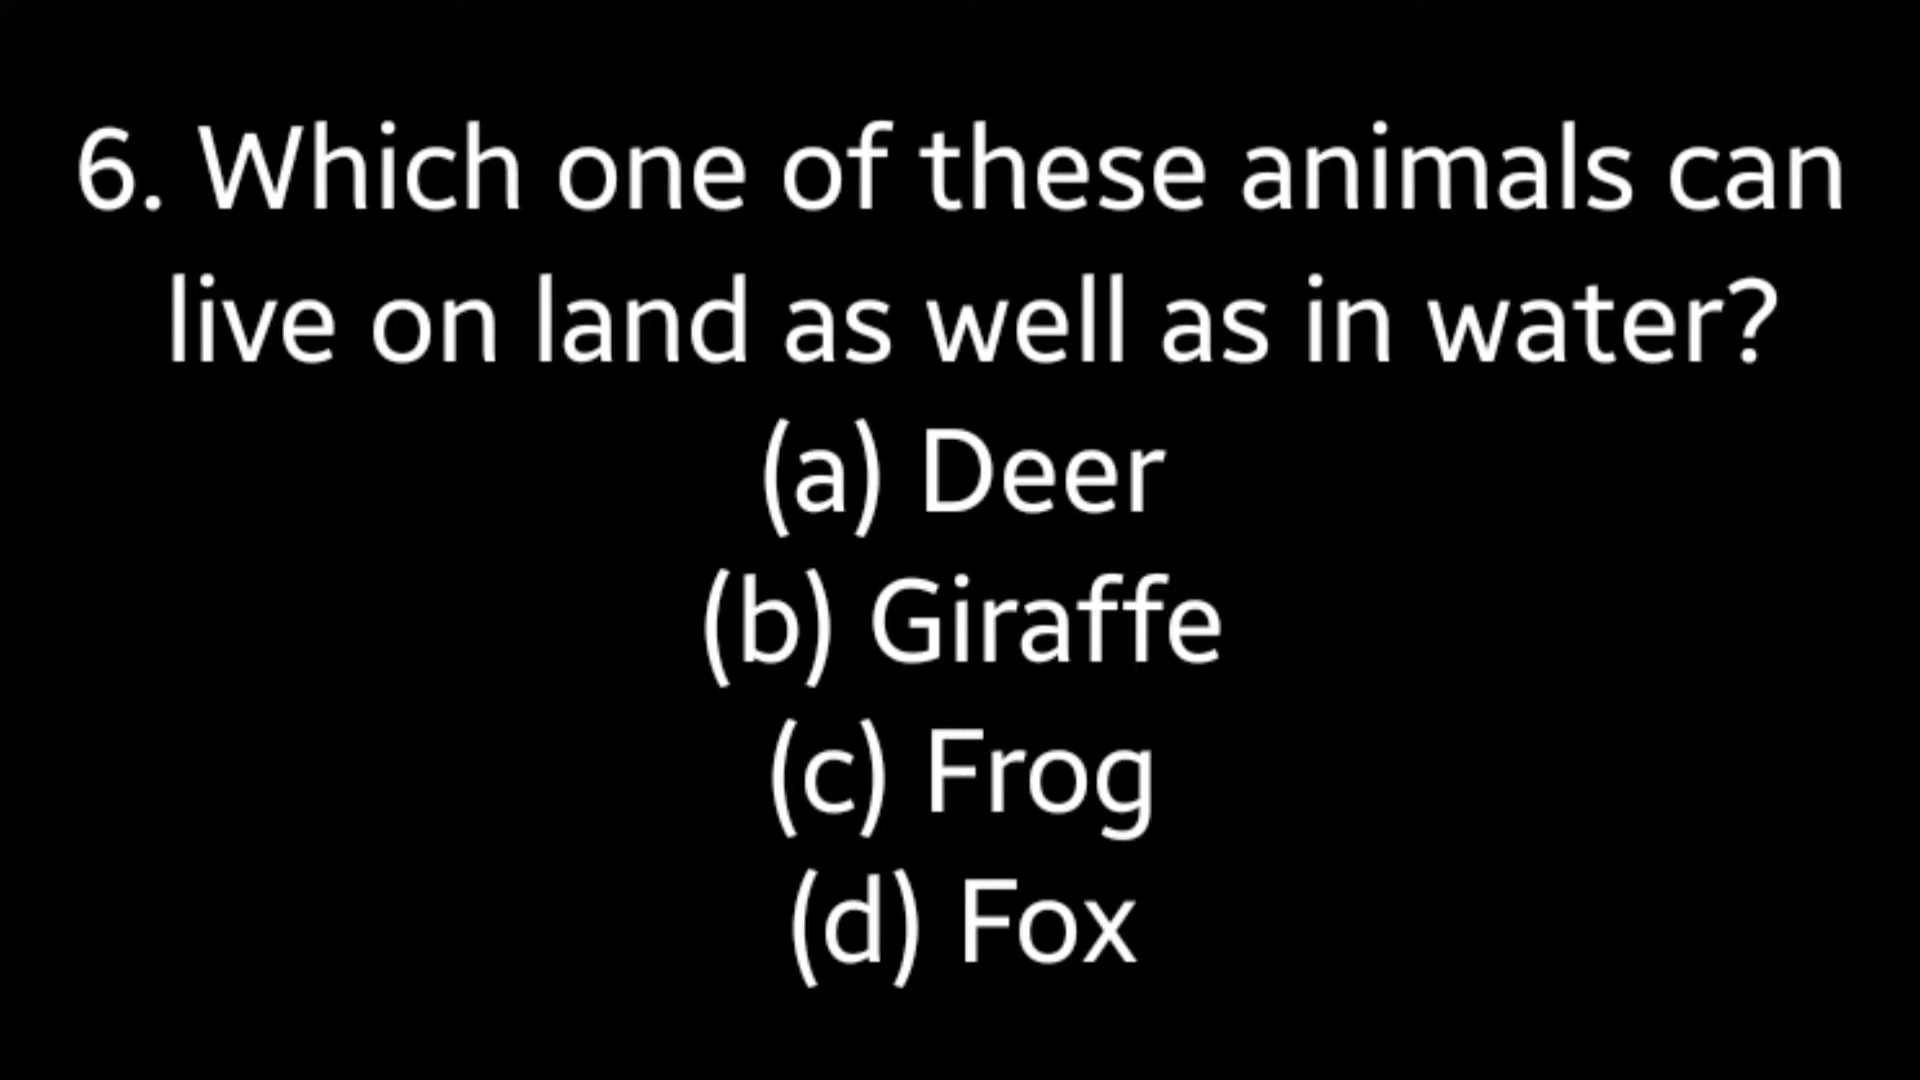 6. Which one of these animals can
live on land as well as in water?
(a) Deer
(b) Giraffe
(c) Frog
(d) Fox